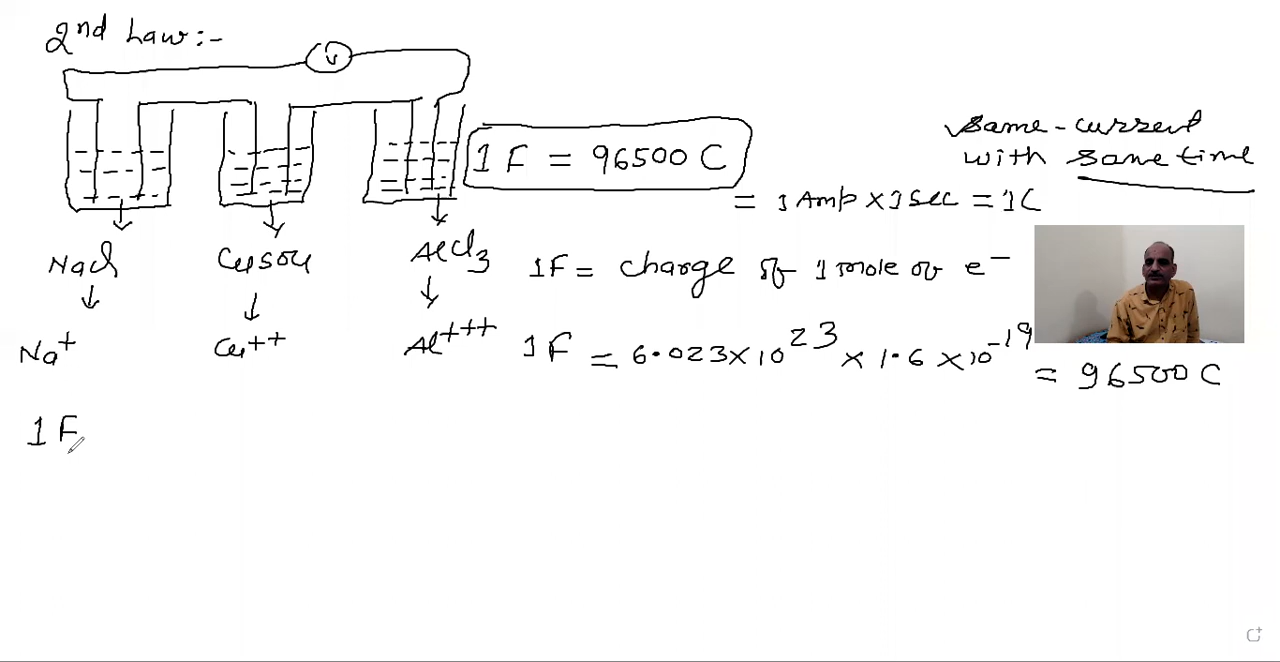 2nd Law:-
V
1 F = 96500 C
same-current
with same time
= 1 Amp x 1 sec = 1C
NaCl CuSO4 AlCl3
1F = charge of 1 mole of e-
Na+ Cu++ Al+++
1F = 6.023 x 10^23 x 1.6 x 10^-19
= 96500 C
1 F